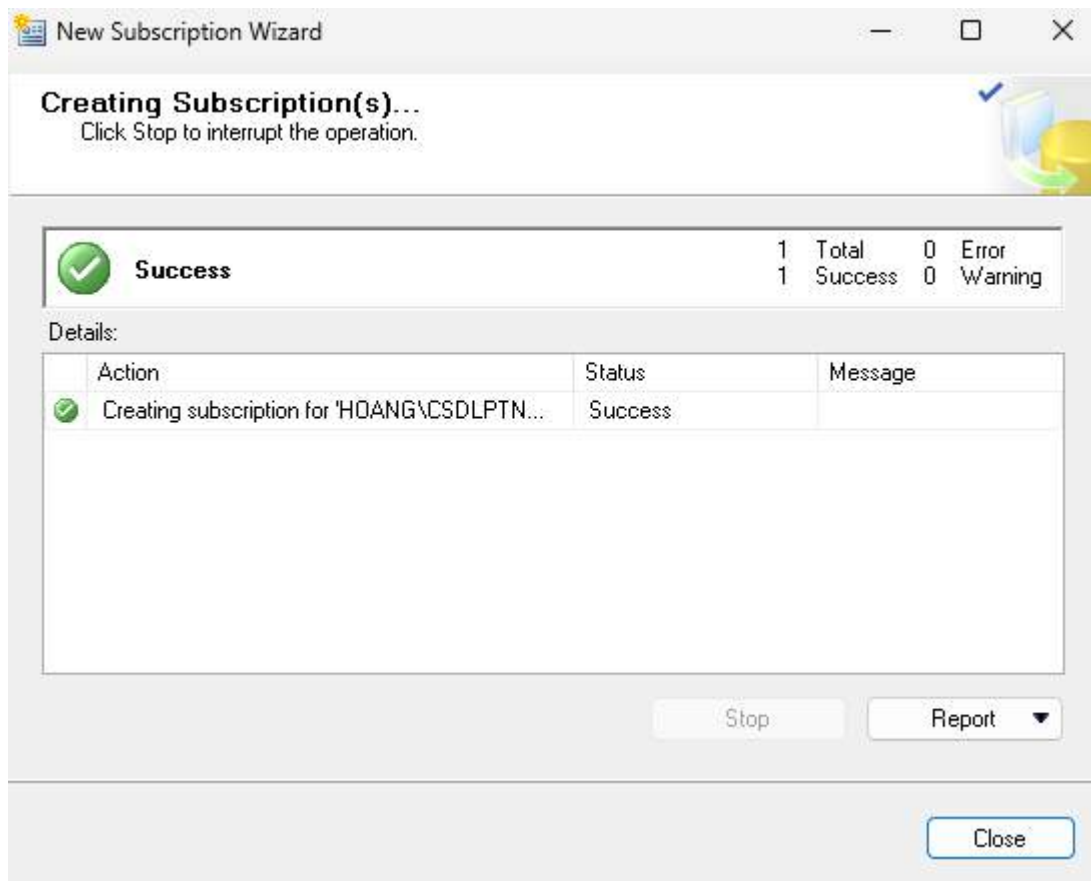 New Subscription Wizard
Creating Subscription(s)...
Click Stop to interrupt the operation.
Success
1 Total 0 Error
1 Success 0 Warning
Details:
Action Status Message
Creating subscription for 'HOANG\CSDLPTN... Success
Stop Report
Close